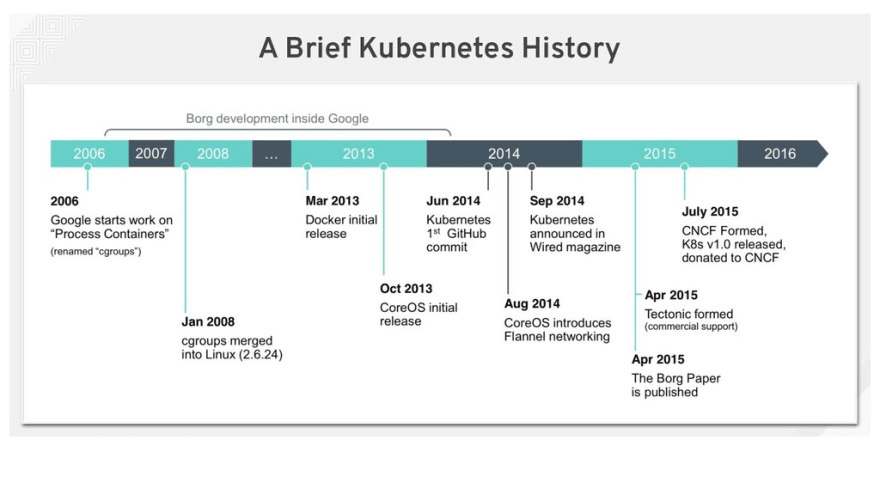 A Brief Kubernetes History
Borg development inside Google
2006
2007
2008
...
2013
2014
2015
2016
2006
Google starts work on
“Process Containers”
(renamed “cgroups”)
Jan 2008
cgroups merged
into Linux (2.6.24)
Mar 2013
Docker initial
release
Oct 2013
CoreOS initial
release
Jun 2014
Kubernetes
1st GitHub
commit
Aug 2014
CoreOS introduces
Flannel networking
Sep 2014
Kubernetes
announced in
Wired magazine
Apr 2015
Tectonic formed
(commercial support)
Apr 2015
The Borg Paper
is published
July 2015
CNCF Formed,
K8s v1.0 released,
donated to CNCF